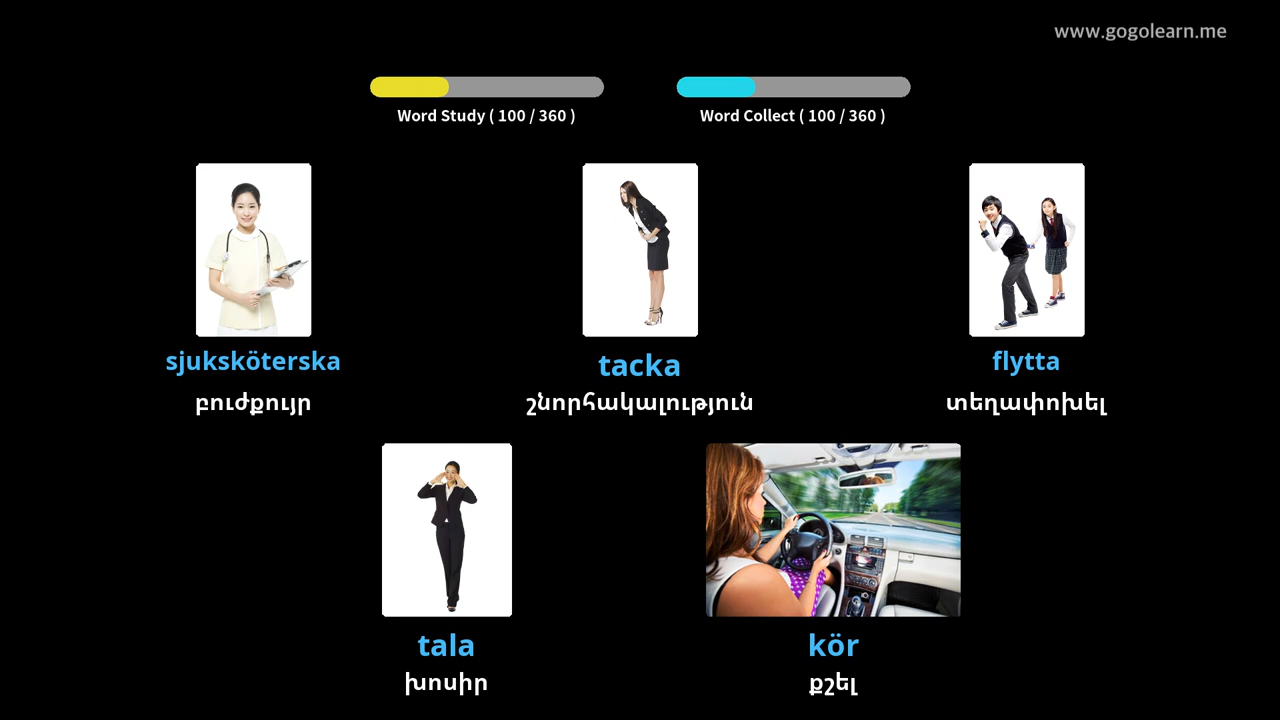 www.gogolearn.me
Word Study ( 100 / 360 )
Word Collect ( 100 / 360 )
sjuksköterska
tacka
flytta
բուժքույր
շնորհակալություն
տեղափոխել
tala
kör
խոսիր
քշել